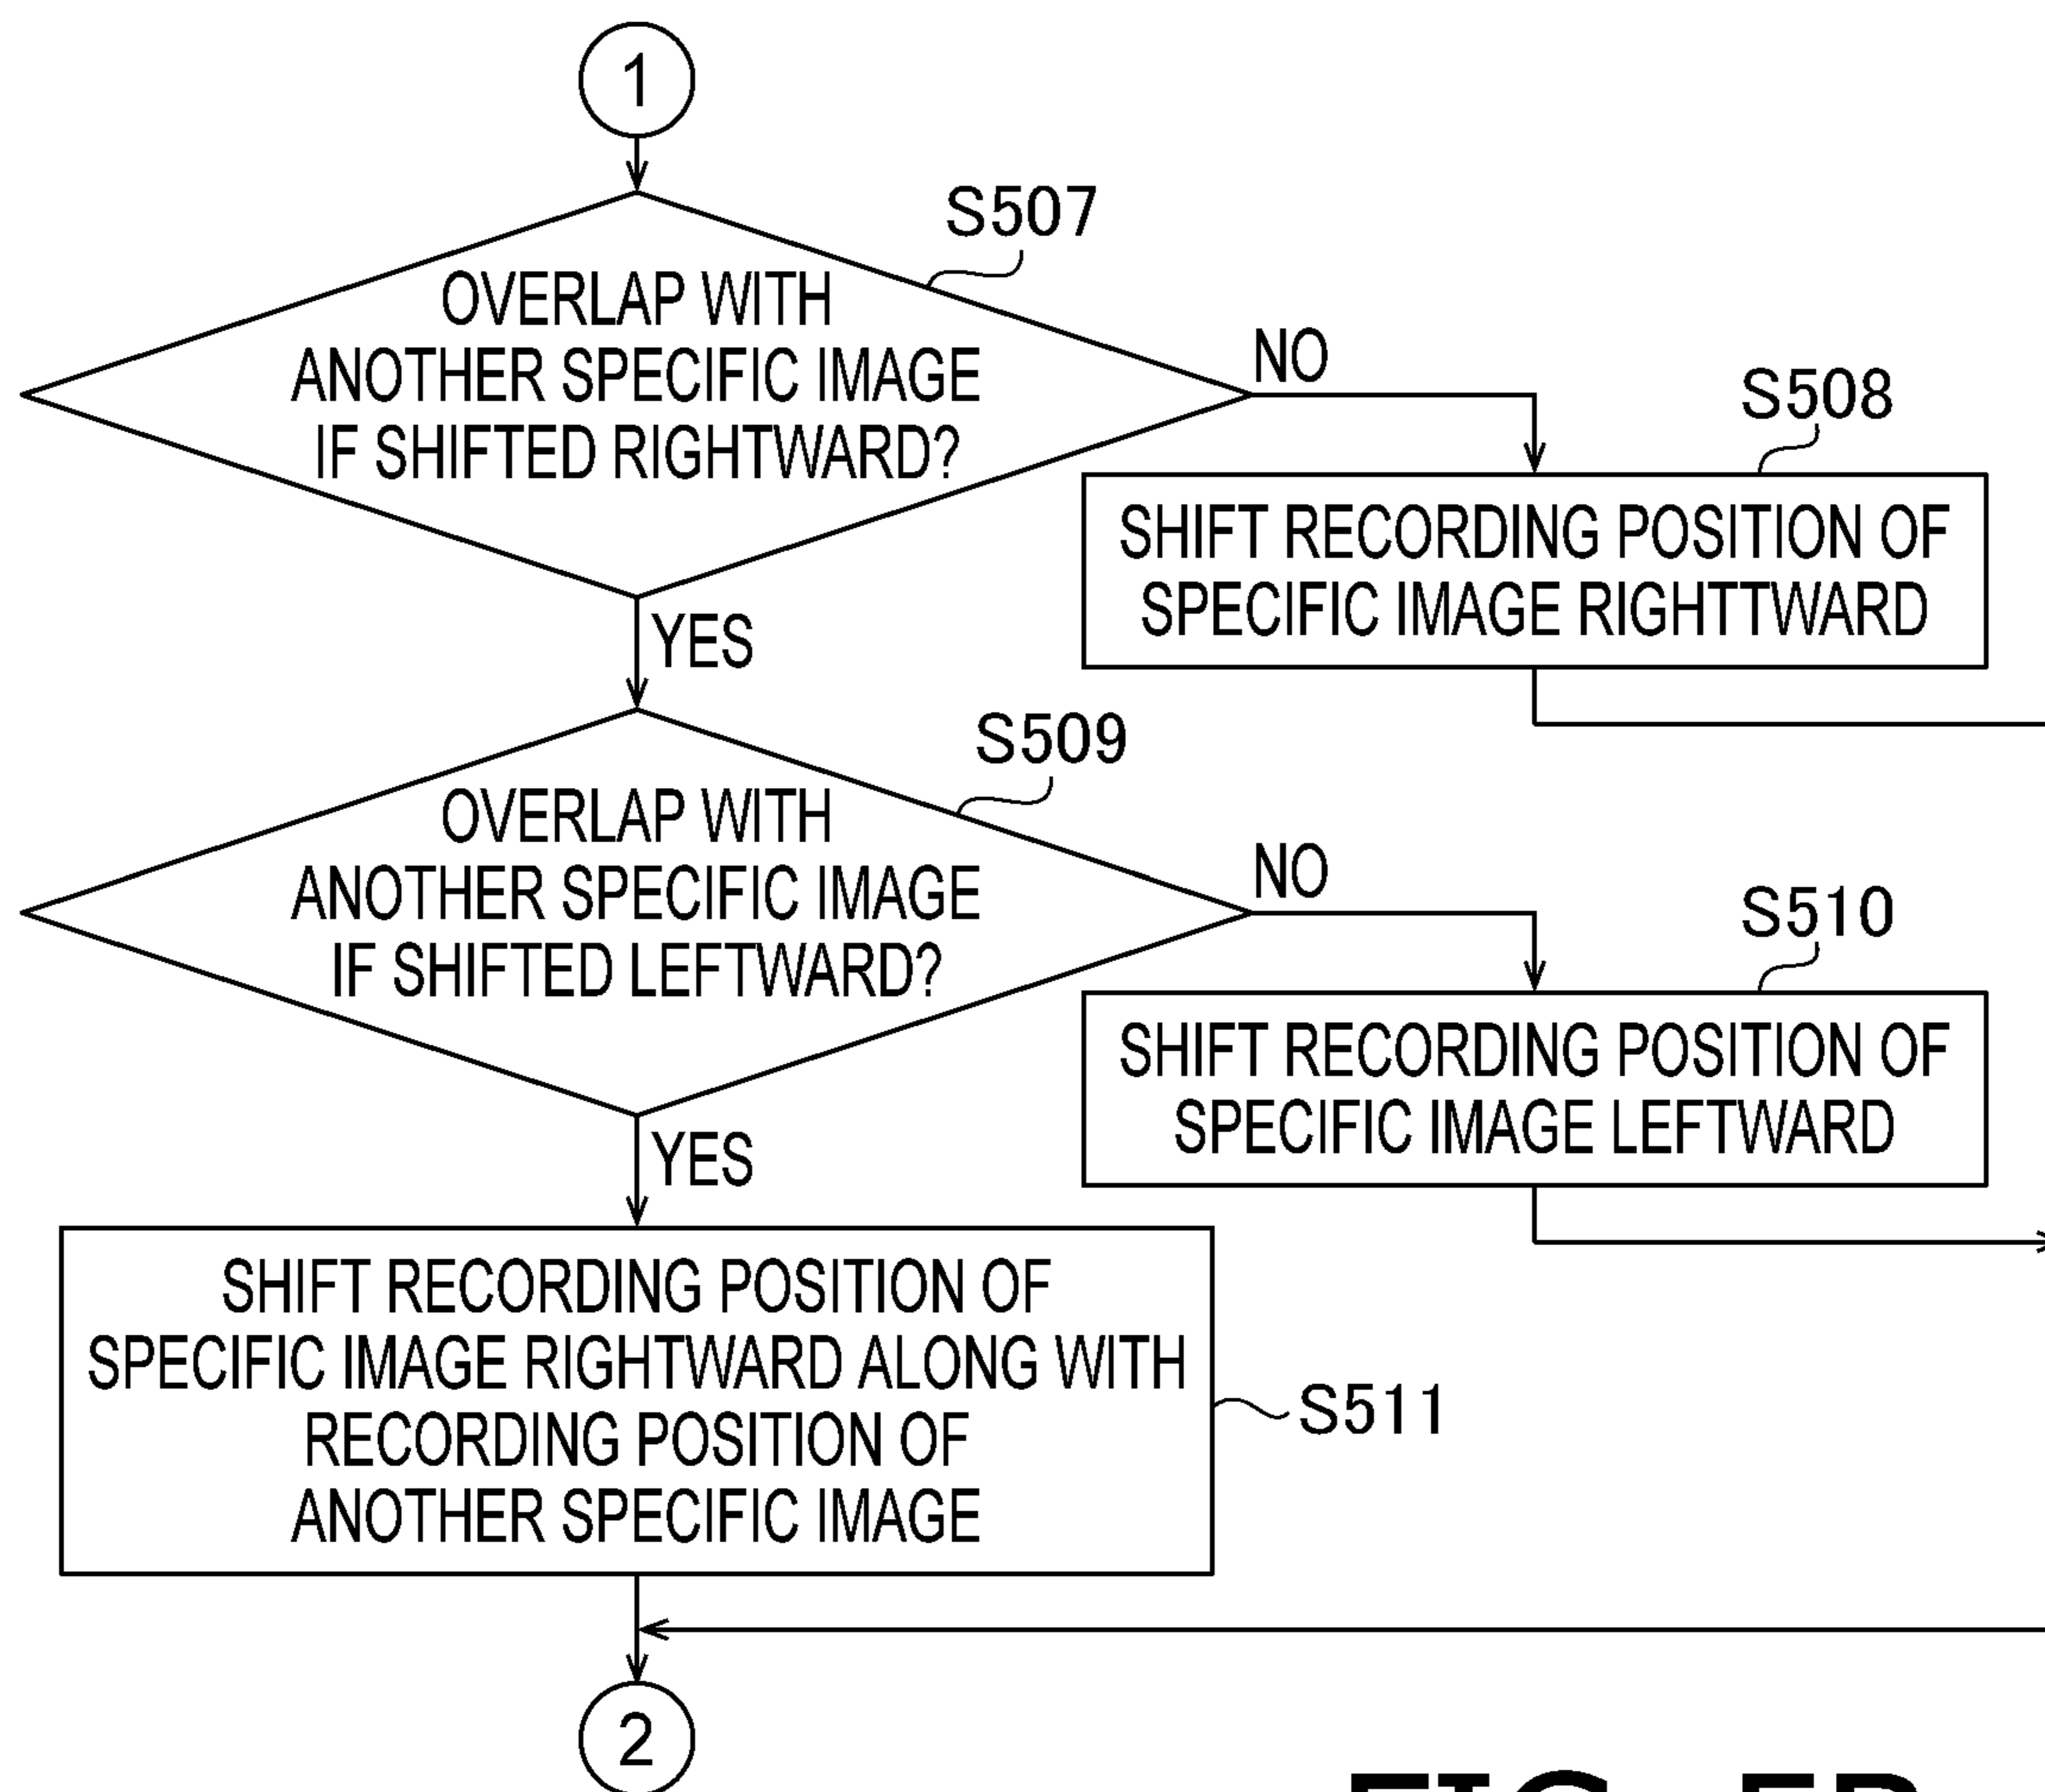 1
S507
OVERLAP WITH
ANOTHER SPECIFIC IMAGE
IF SHIFTED RIGHTWARD?
NO
S508
SHIFT RECORDING POSITION OF
SPECIFIC IMAGE RIGHTTWARD
YES
S509
OVERLAP WITH
ANOTHER SPECIFIC IMAGE
IF SHIFTED LEFTWARD?
NO
S510
SHIFT RECORDING POSITION OF
SPECIFIC IMAGE LEFTWARD
YES
SHIFT RECORDING POSITION OF
SPECIFIC IMAGE RIGHTWARD ALONG WITH
RECORDING POSITION OF
ANOTHER SPECIFIC IMAGE
S511
2